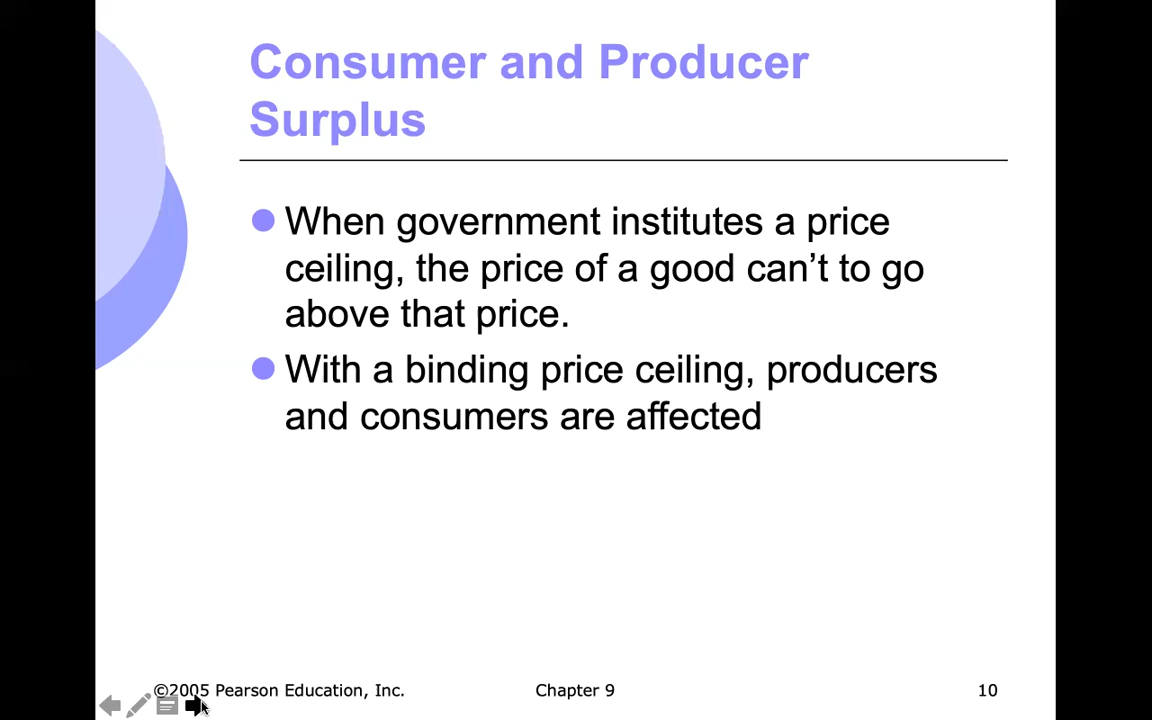 Consumer and Producer
Surplus
When government institutes a price
ceiling, the price of a good can’t to go
above that price.
With a binding price ceiling, producers
and consumers are affected
©2005 Pearson Education, Inc.
Chapter 9
10